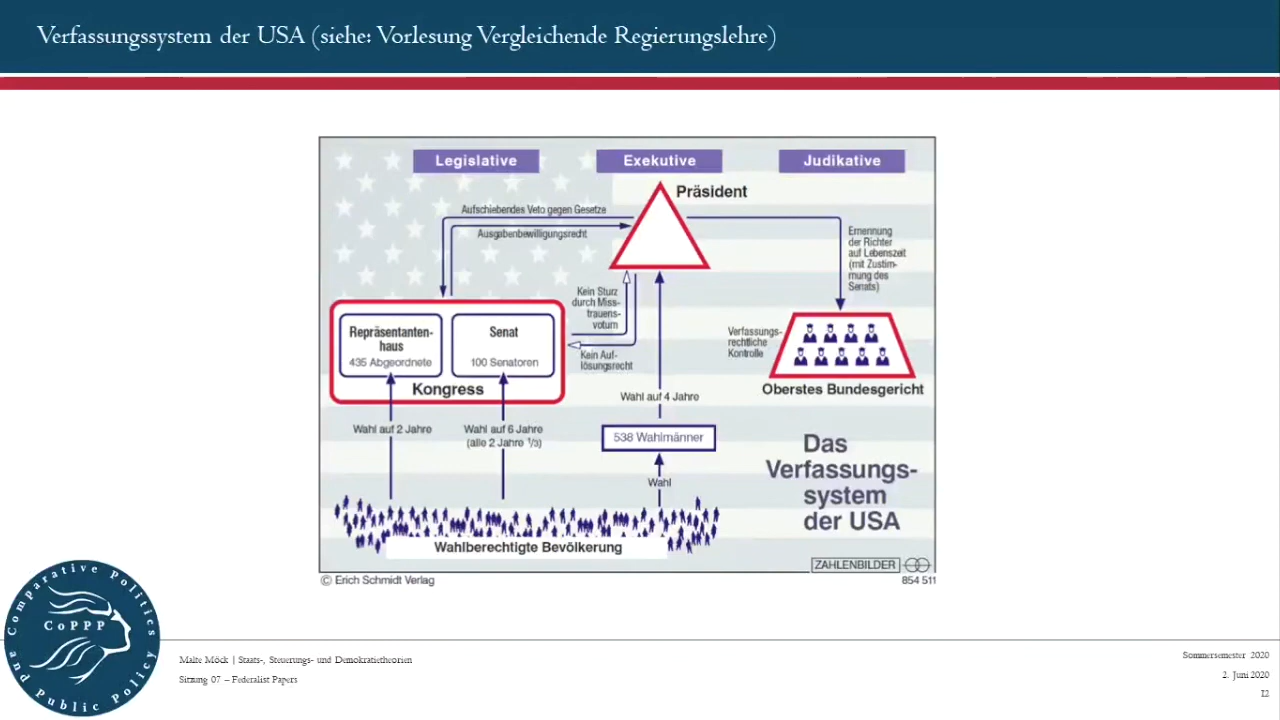 Verfassungssystem der USA (siehe: Vorlesung Vergleichende Regierungslehre)
Legislative
Exekutive
Judikative
Präsident
Aufschiebendes Veto gegen Gesetze
Ausgabenbewilligungsrecht
Ernennung
der Richter
auf Lebenszeit
(mit Zustim-
mung des
Senats)
Kein Sturz
durch Miss-
trauens-
votum
Kein Auf-
lösungsrecht
Repräsentanten-
haus
435 Abgeordnete
Senat
100 Senatoren
Kongress
Verfassungs-
rechtliche
Kontrolle
Oberstes Bundesgericht
Wahl auf 2 Jahre
Wahl auf 6 Jahre
(alle 2 Jahre 1/3)
Wahl auf 4 Jahre
538 Wahlmänner
Wahl
Wahlberechtigte Bevölkerung
Das
Verfassungs-
system
der USA
ZAHLENBILDER
© Erich Schmidt Verlag
854 511
Comparative Politics
and Public Policy
CoPPP
Malte Möck | Staats-, Steuerungs- und Demokratietheorien
Sitzung 07 – Federalist Papers
Sommersemester 2020
2. Juni 2020
12